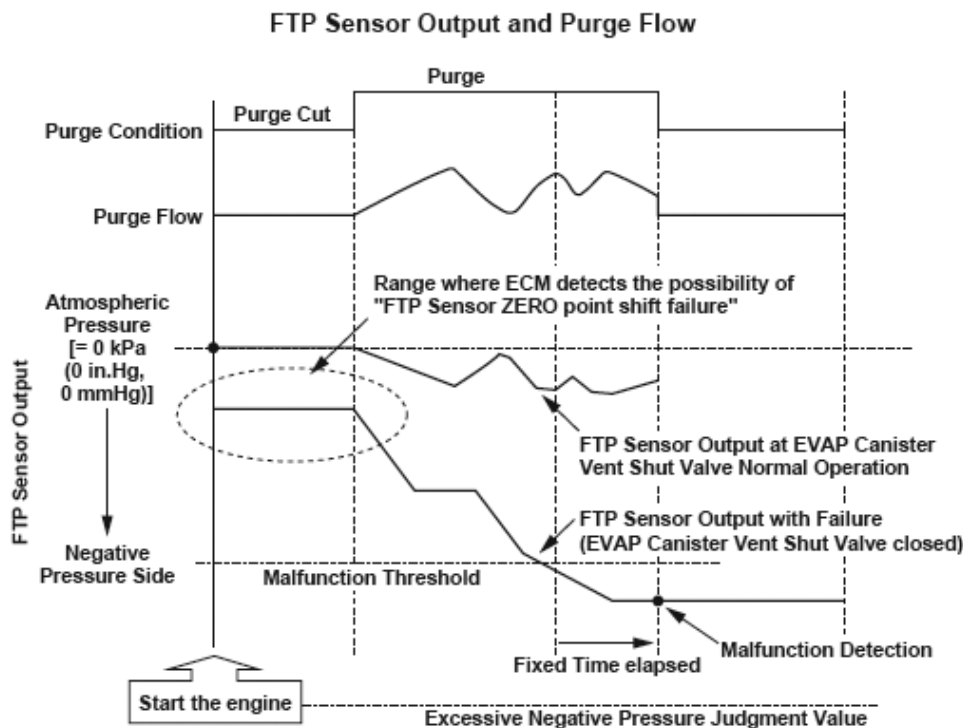 FTP Sensor Output and Purge Flow
Purge
Purge Cut
Purge Condition
Purge Flow
Range where ECM detects the possibility of
"FTP Sensor ZERO point shift failure"
Atmospheric
Pressure
[= 0 kPa
(0 in.Hg,
0 mmHg)]
FTP Sensor Output
FTP Sensor Output at EVAP Canister
Vent Shut Valve Normal Operation
FTP Sensor Output with Failure
(EVAP Canister Vent Shut Valve closed)
Negative
Pressure Side
Malfunction Threshold
Malfunction Detection
Fixed Time elapsed
Start the engine
Excessive Negative Pressure Judgment Value